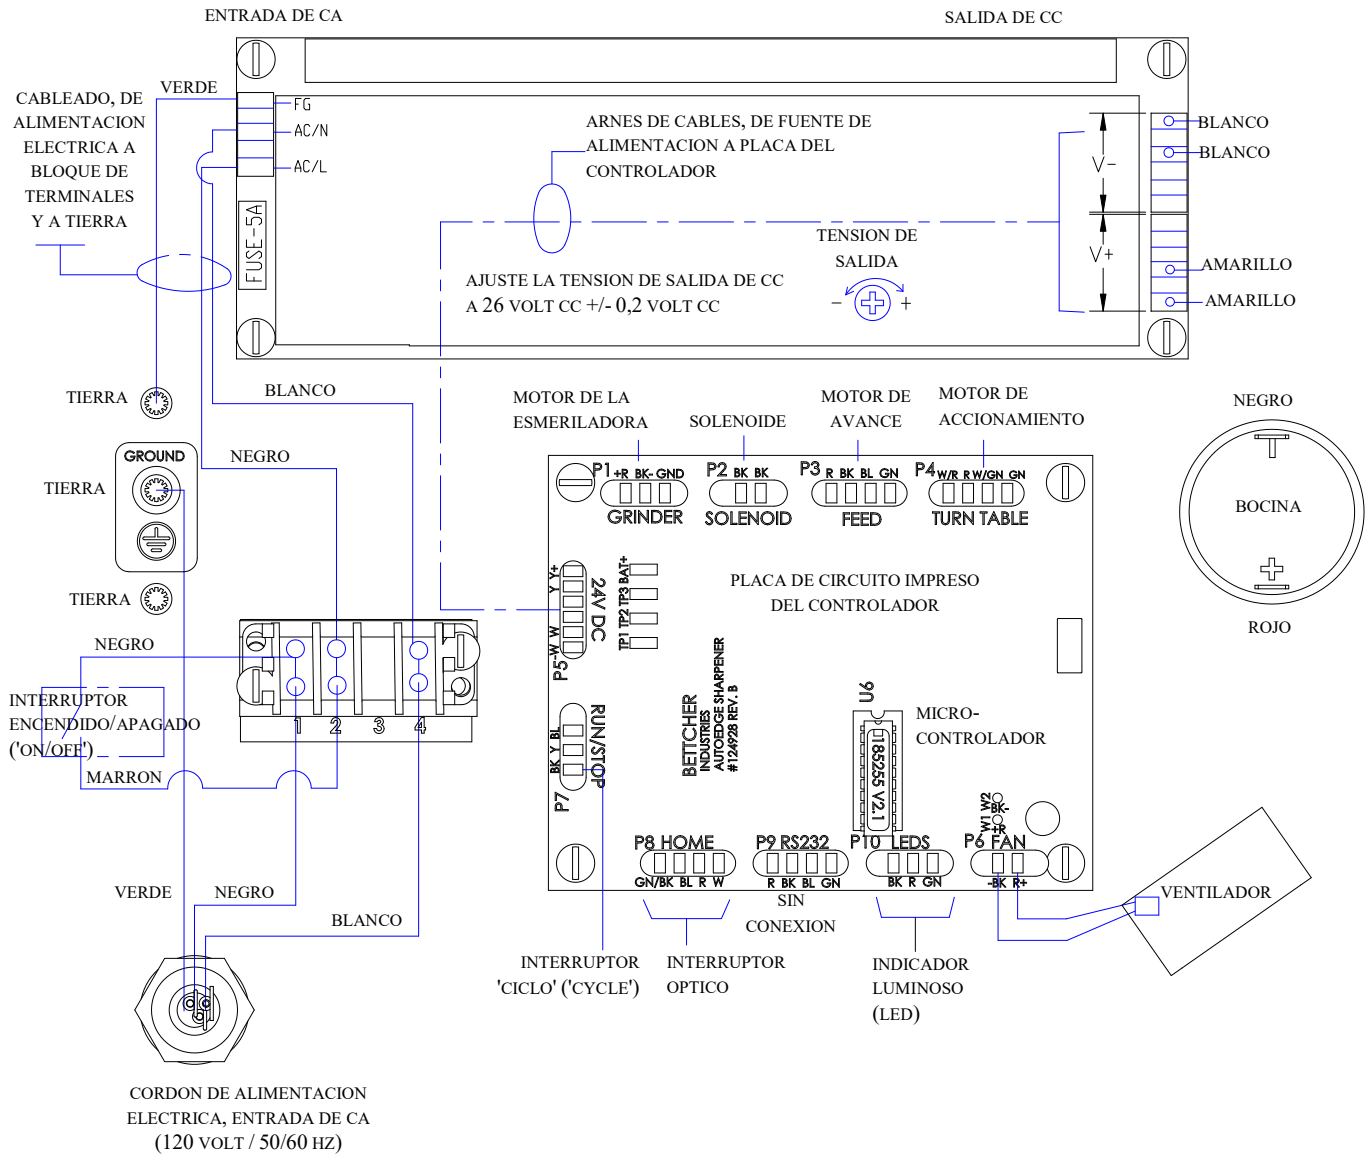 ENTRADA DE CA
SALIDA DE CC
VERDE
CABLEADO, DE
ALIMENTACION
ELECTRICA A
BLOQUE DE
TERMINALES
Y A TIERRA
FG
AC/N
AC/L
FUSE-5A
ARNES DE CABLES, DE FUENTE DE
ALIMENTACION A PLACA DEL
CONTROLADOR
AJUSTE LA TENSION DE SALIDA DE CC
A 26 VOLT CC +/- 0,2 VOLT CC
TENSION DE
SALIDA
- +
V-
V+
BLANCO
BLANCO
AMARILLO
AMARILLO
TIERRA
BLANCO
GROUND
NEGRO
TIERRA
TIERRA
MOTOR DE LA
ESMERILADORA
SOLENOIDE
MOTOR DE
AVANCE
MOTOR DE
ACCIONAMIENTO
NEGRO
BOCINA
ROJO
P1 +R BK- GND
GRINDER
P2 BK BK
SOLENOID
P3 R BK BL GN
FEED
P4 W/R R W/GN GN
TURN TABLE
PLACA DE CIRCUITO IMPRESO
DEL CONTROLADOR
P5 -W W Y Y+
24V DC
TP1 TP2 TP3 BAT+
NEGRO
INTERRUPTOR
ENCENDIDO/APAGADO
('ON/OFF')
MARRON
1 2 3 4
P7 BK Y BL
RUN/STOP
BETTCHER
INDUSTRIES
AUTOEDGE SHARPENER
#124928 REV. B
U6
185255 V2.1
MICRO-
CONTROLADOR
W1 W2
+R BK-
P8 HOME
GN/BK BL R W
P9 RS232
R BK BL GN
P10 LEDS
BK R GN
P6 FAN
-BK R+
VENTILADOR
SIN
CONEXION
VERDE
NEGRO
BLANCO
INTERRUPTOR
'CICLO' ('CYCLE')
INTERRUPTOR
OPTICO
INDICADOR
LUMINOSO
(LED)
CORDON DE ALIMENTACION
ELECTRICA, ENTRADA DE CA
(120 VOLT / 50/60 HZ)